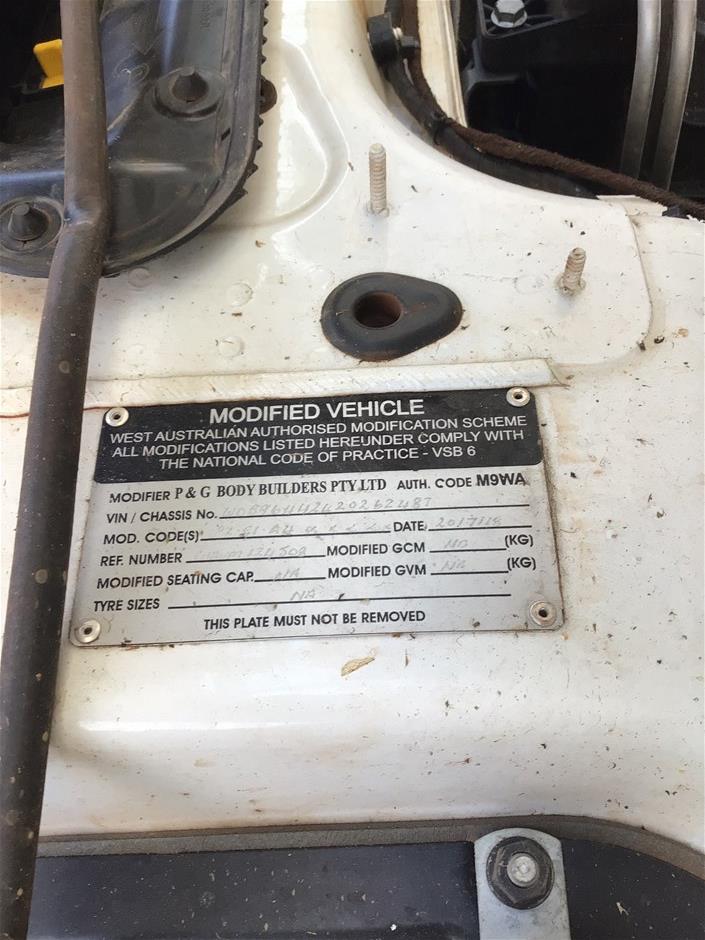 MODIFIED VEHICLE
WEST AUSTRALIAN AUTHORISED MODIFICATION SCHEME
ALL MODIFICATIONS LISTED HEREUNDER COMPLY WITH
THE NATIONAL CODE OF PRACTICE - VSB 6
MODIFIER P & G BODY BUILDERS PTY LTD AUTH. CODE M9WA
VIN / CHASSIS No.
MOD. CODE(S) DATE:
REF. NUMBER MODIFIED GCM (KG)
MODIFIED SEATING CAP. NA MODIFIED GVM (KG)
TYRE SIZES NA
THIS PLATE MUST NOT BE REMOVED